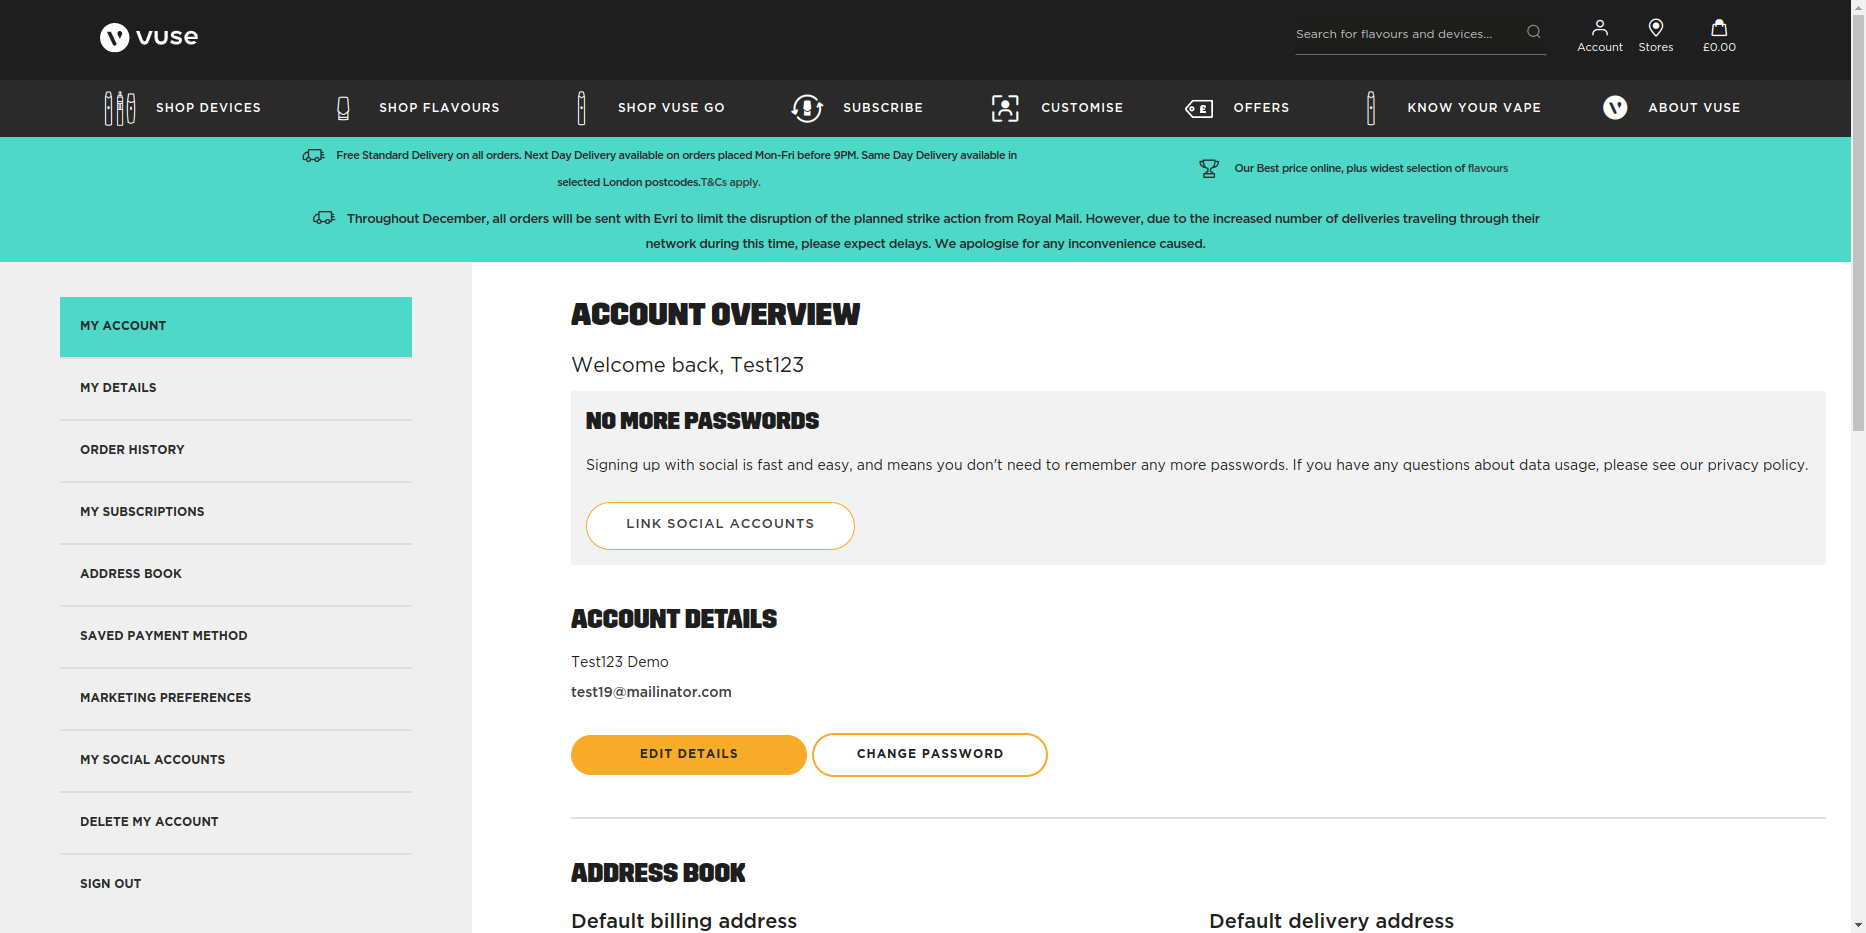 vuse
Search for flavours and devices...
Account
Stores
£0.00
SHOP DEVICES
SHOP FLAVOURS
SHOP VUSE GO
SUBSCRIBE
CUSTOMISE
OFFERS
KNOW YOUR VAPE
ABOUT VUSE
Free Standard Delivery on all orders. Next Day Delivery available on orders placed Mon-Fri before 9PM. Same Day Delivery available in
selected London postcodes.T&Cs apply.
Our Best price online, plus widest selection of flavours
Throughout December, all orders will be sent with Evri to limit the disruption of the planned strike action from Royal Mail. However, due to the increased number of deliveries traveling through their
network during this time, please expect delays. We apologise for any inconvenience caused.
MY ACCOUNT
MY DETAILS
ORDER HISTORY
MY SUBSCRIPTIONS
ADDRESS BOOK
SAVED PAYMENT METHOD
MARKETING PREFERENCES
MY SOCIAL ACCOUNTS
DELETE MY ACCOUNT
SIGN OUT
ACCOUNT OVERVIEW
Welcome back, Test123
NO MORE PASSWORDS
Signing up with social is fast and easy, and means you don't need to remember any more passwords. If you have any questions about data usage, please see our privacy policy.
LINK SOCIAL ACCOUNTS
ACCOUNT DETAILS
Test123 Demo
test19@mailinator.com
EDIT DETAILS
CHANGE PASSWORD
ADDRESS BOOK
Default billing address
Default delivery address